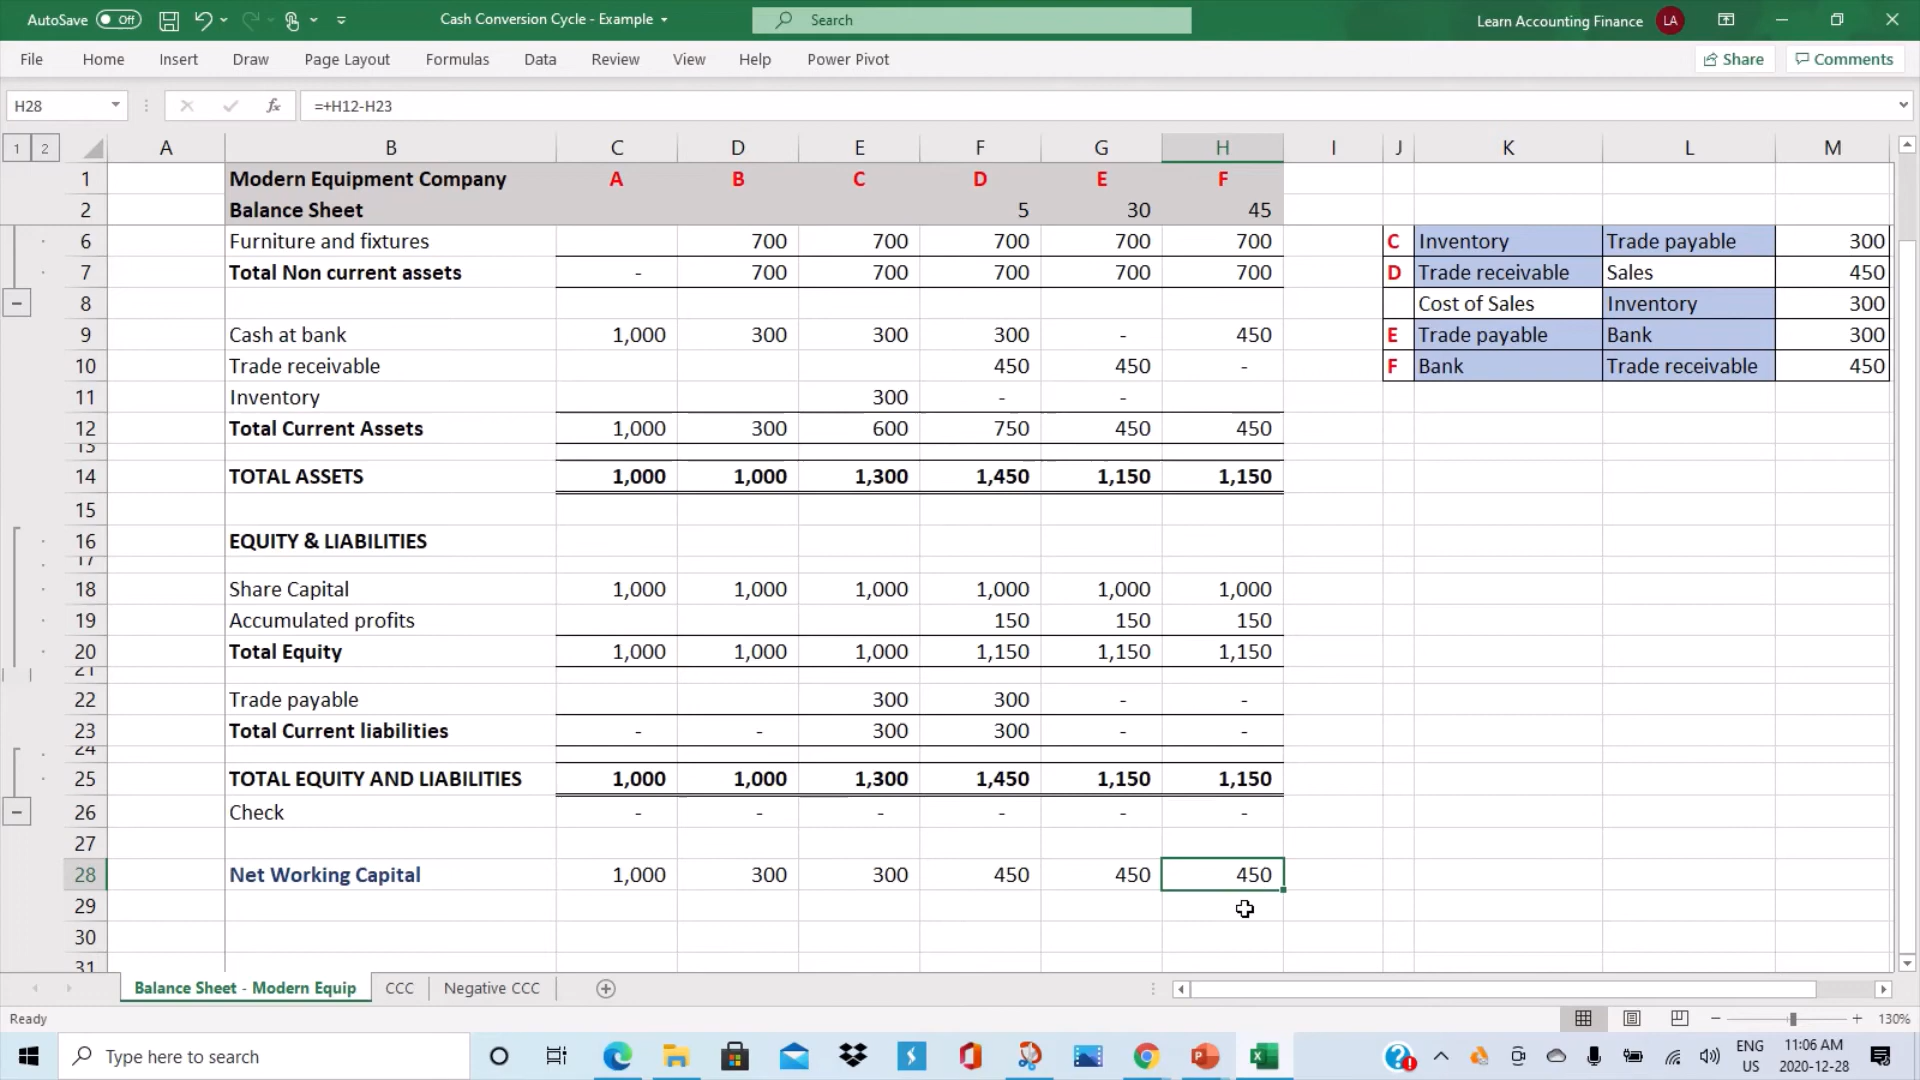 AutoSave Off Cash Conversion Cycle - Example Search Learn Accounting Finance LA
File Home Insert Draw Page Layout Formulas Data Review View Help Power Pivot Share Comments
H28 fx =+H12-H23
1 2 A B C D E F G H I J K L M
1 Modern Equipment Company A B C D E F
2 Balance Sheet 5 30 45
6 Furniture and fixtures 700 700 700 700 700 C Inventory Trade payable 300
7 Total Non current assets - 700 700 700 700 700 D Trade receivable Sales 450
8 Cost of Sales Inventory 300
9 Cash at bank 1,000 300 300 300 - 450 E Trade payable Bank 300
10 Trade receivable 450 450 - F Bank Trade receivable 450
11 Inventory 300 - -
12 Total Current Assets 1,000 300 600 750 450 450
13
14 TOTAL ASSETS 1,000 1,000 1,300 1,450 1,150 1,150
15
16 EQUITY & LIABILITIES
17
18 Share Capital 1,000 1,000 1,000 1,000 1,000 1,000
19 Accumulated profits 150 150 150
20 Total Equity 1,000 1,000 1,000 1,150 1,150 1,150
21
22 Trade payable 300 300 - -
23 Total Current liabilities - - 300 300 - -
24
25 TOTAL EQUITY AND LIABILITIES 1,000 1,000 1,300 1,450 1,150 1,150
26 Check - - - - - -
27
28 Net Working Capital 1,000 300 300 450 450 450
29
30
31
Balance Sheet - Modern Equip CCC Negative CCC
Ready 130%
Type here to search ENG US 11:06 AM 2020-12-28